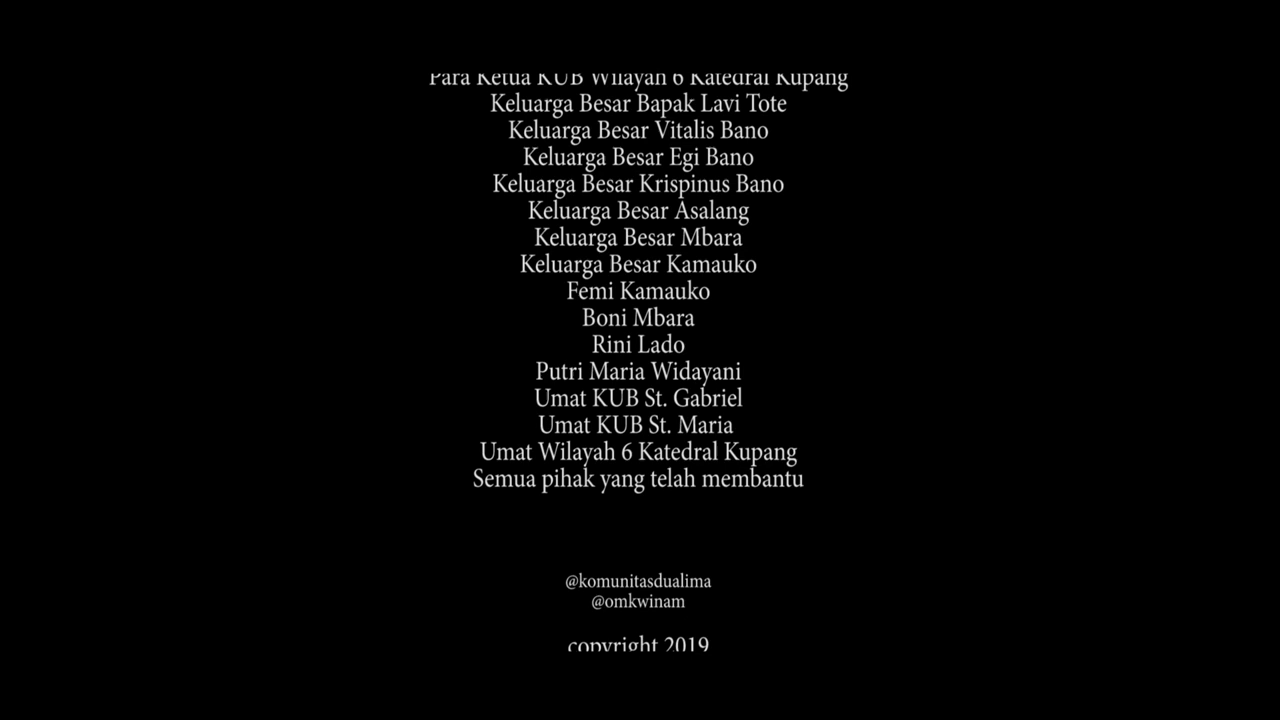 Para Ketua KUB Wilayah 6 Katedral Kupang
Keluarga Besar Bapak Lavi Tote
Keluarga Besar Vitalis Bano
Keluarga Besar Egi Bano
Keluarga Besar Krispinus Bano
Keluarga Besar Asalang
Keluarga Besar Mbara
Keluarga Besar Kamauko
Femi Kamauko
Boni Mbara
Rini Lado
Putri Maria Widayani
Umat KUB St. Gabriel
Umat KUB St. Maria
Umat Wilayah 6 Katedral Kupang
Semua pihak yang telah membantu
@komunitasdualima
@omkwinam
copyright 2019